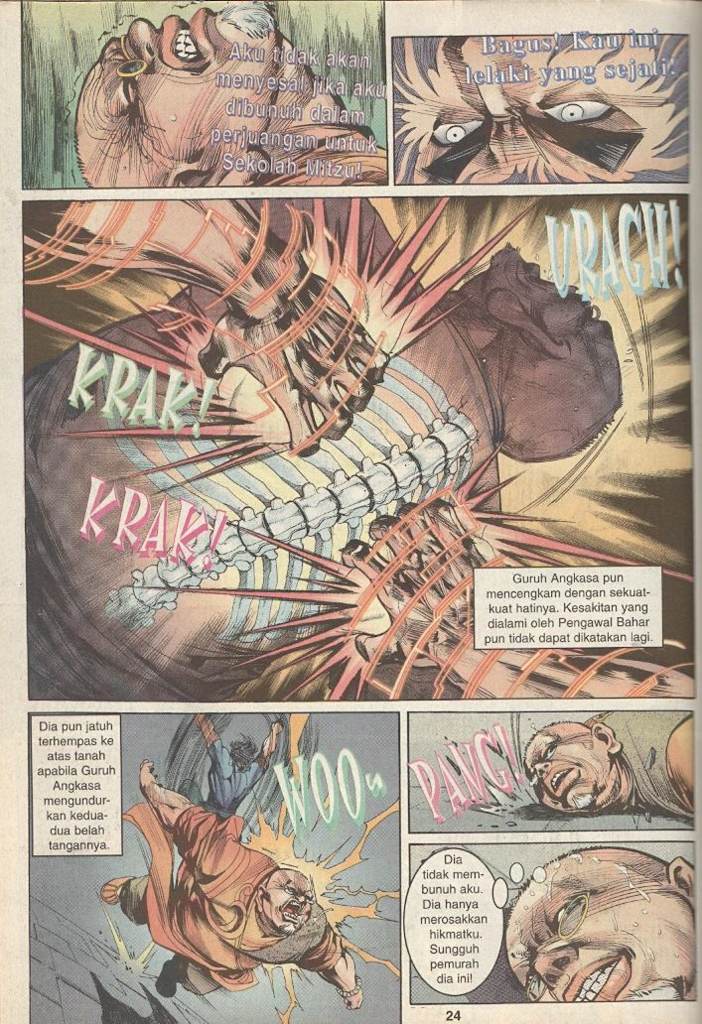 Aku tidak akan
menyesal jika aku
dibunuh dalam
perjuangan untuk
Sekolah Mitzu!
Bagus! Kau ini
lelaki yang sejati!
URAGH!
KRAK!
KRAK!
Guruh Angkasa pun
mencengkam dengan sekuat-
kuat hatinya. Kesakitan yang
dialami oleh Pengawal Bahar
pun tidak dapat dikatakan lagi.
Dia pun jatuh
terhempas ke
atas tanah
apabila Guruh
Angkasa
mengundur-
kan kedua-
dua belah
tangannya.
WOOS
PANG!
Dia
tidak mem-
bunuh aku.
Dia hanya
merosakkan
hikmatku.
Sungguh
pemurah
dia ini!
24